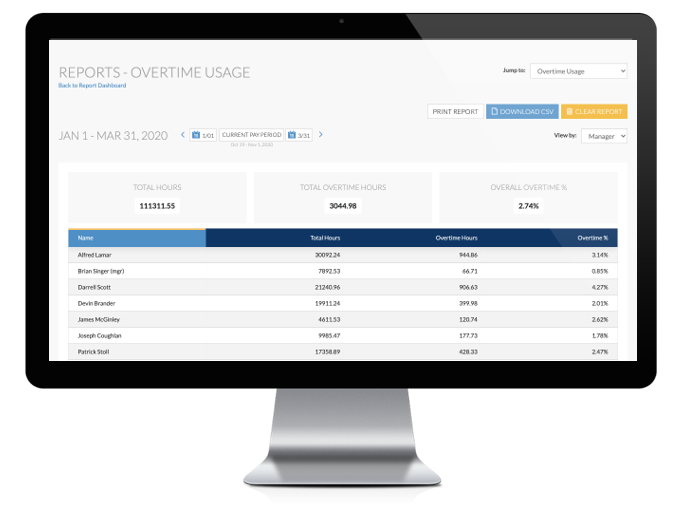 REPORTS - OVERTIME USAGE
Back to Report Dashboard
Jump to: Overtime Usage
PRINT REPORT DOWNLOAD CSV CLEAR REPORT
JAN 1 - MAR 31, 2020 1/01 CURRENT PAY PERIOD 3/31 View by: Manager
TOTAL HOURS TOTAL OVERTIME HOURS OVERALL OVERTIME %
111311.55 3044.98 2.74%
Name Total Hours Overtime Hours Overtime %
Alfred Lamar 30092.24 944.86 3.14%
Brian Singer (mgr) 7892.53 66.71 0.85%
Darrell Scott 21240.96 906.63 4.27%
Devin Brander 19911.24 399.98 2.01%
James McGinley 4611.53 120.74 2.62%
Joseph Coughlan 9985.47 177.73 1.78%
Patrick Stoll 17358.89 428.33 2.47%